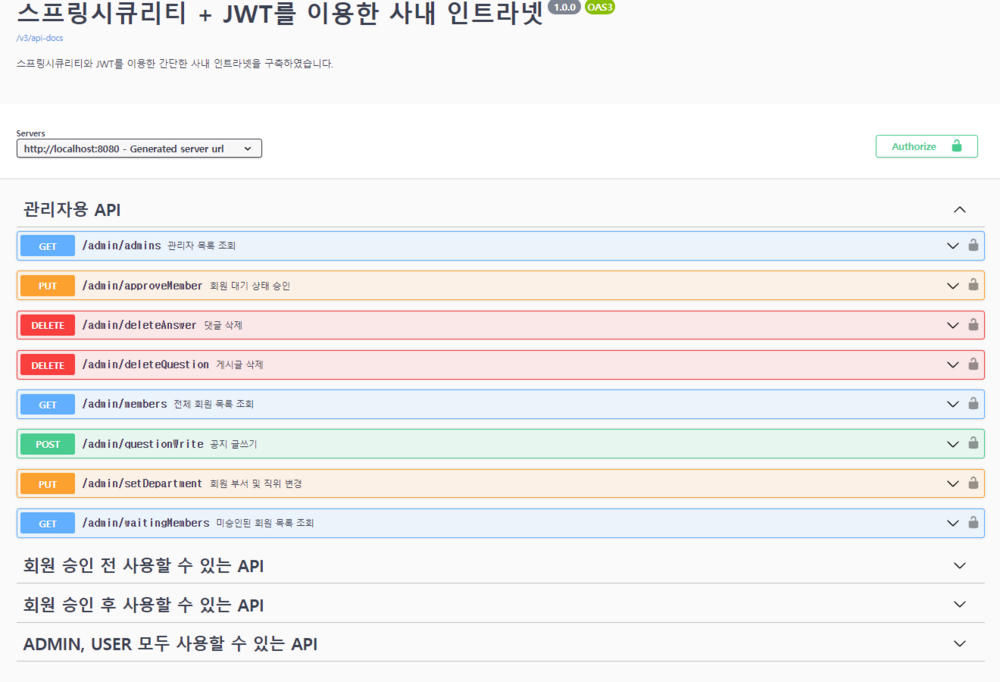 스프링시큐리티 + JWT를 이용한 사내 인트라넷 1.0.0 OAS3
/v3/api-docs
스프링시큐리티와 JWT를 이용한 간단한 사내 인트라넷을 구축하였습니다.
Servers
http://localhost:8080 - Generated server url
Authorize
관리자용 API
GET /admin/admins 관리자 목록 조회
PUT /admin/approveMember 회원 대기 상태 승인
DELETE /admin/deleteAnswer 댓글 삭제
DELETE /admin/deleteQuestion 게시글 삭제
GET /admin/members 전체 회원 목록 조회
POST /admin/questionWrite 공지 글쓰기
PUT /admin/setDepartment 회원 부서 및 직위 변경
GET /admin/waitingMembers 미승인된 회원 목록 조회
회원 승인 전 사용할 수 있는 API
회원 승인 후 사용할 수 있는 API
ADMIN, USER 모두 사용할 수 있는 API